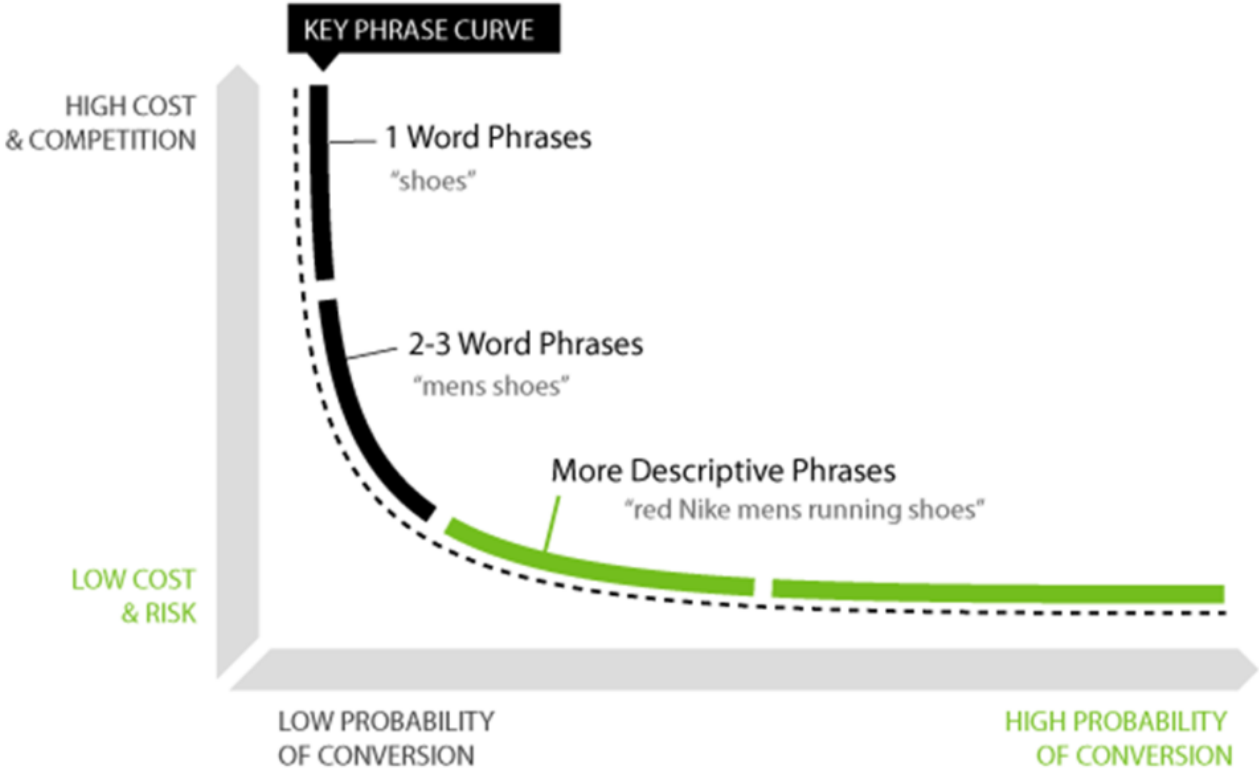 KEY PHRASE CURVE
HIGH COST
& COMPETITION
1 Word Phrases
“shoes”
2-3 Word Phrases
“mens shoes”
More Descriptive Phrases
“red Nike mens running shoes”
LOW COST
& RISK
LOW PROBABILITY
OF CONVERSION
HIGH PROBABILITY
OF CONVERSION